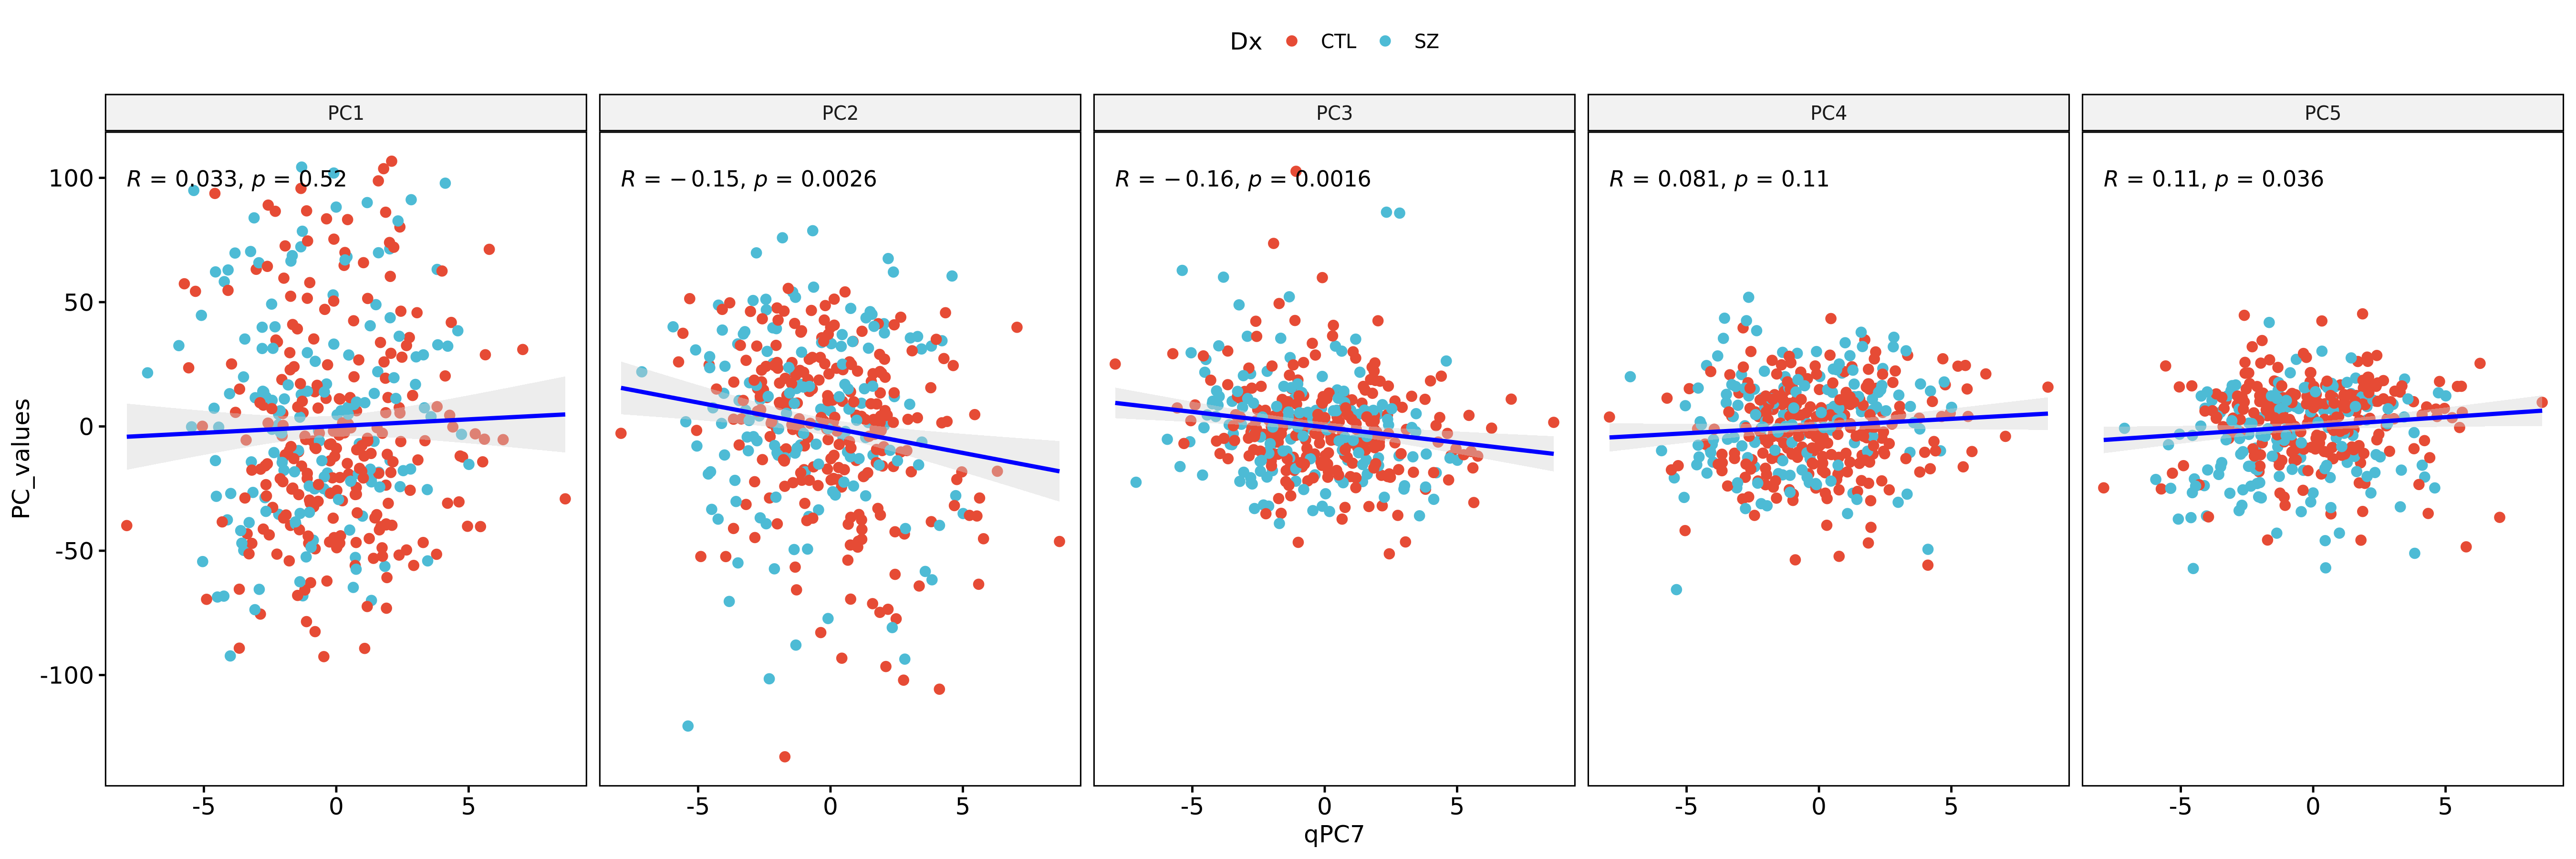 Dx CTL SZ
PC1 PC2 PC3 PC4 PC5
R = 0.033, p = 0.52 R = −0.15, p = 0.0026 R = −0.16, p = 0.0016 R = 0.081, p = 0.11 R = 0.11, p = 0.036
100
50
0
-50
-100
PC_values
-5 0 5 -5 0 5 -5 0 5 -5 0 5 -5 0 5
qPC7